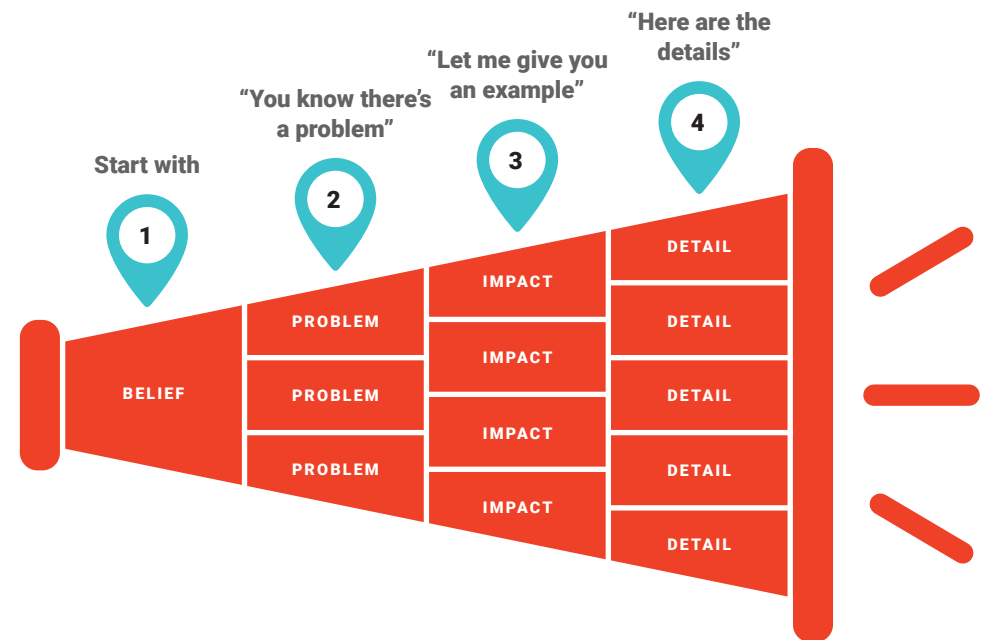 Start with
1
“You know there’s
a problem”
2
“Let me give you
an example”
3
“Here are the
details”
4
BELIEF
PROBLEM
PROBLEM
PROBLEM
IMPACT
IMPACT
IMPACT
IMPACT
DETAIL
DETAIL
DETAIL
DETAIL
DETAIL